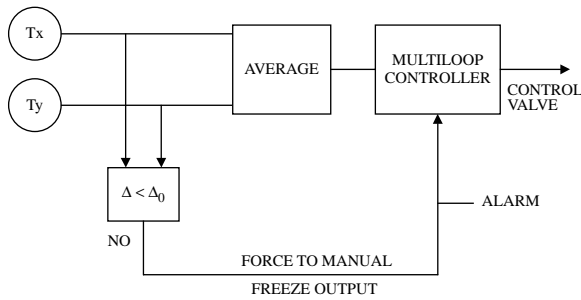 Tx
AVERAGE
MULTILOOP
CONTROLLER
CONTROL
VALVE
Ty
Δ < Δ0
NO
ALARM
FORCE TO MANUAL
FREEZE OUTPUT